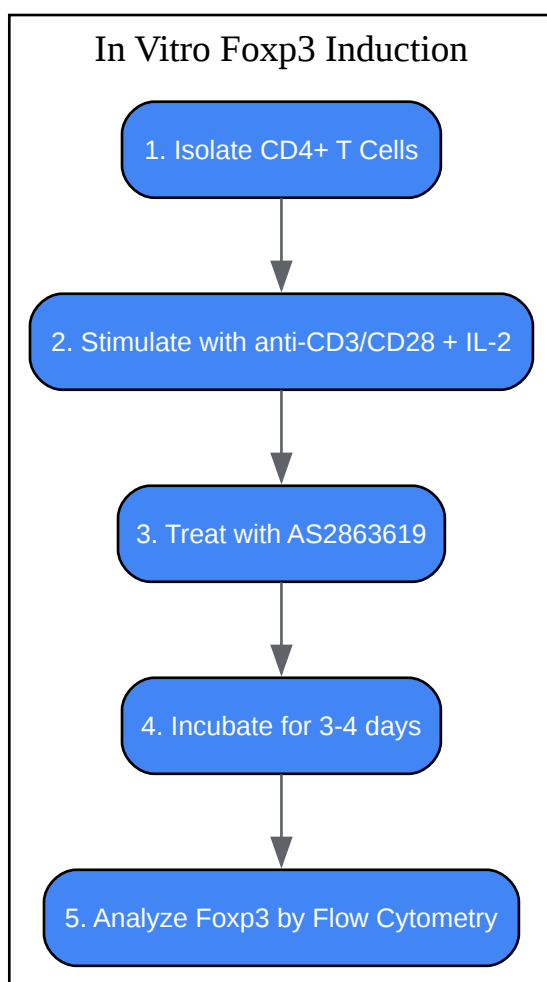 In Vitro Foxp3 Induction
1. Isolate CD4+ T Cells
2. Stimulate with anti-CD3/CD28 + IL-2
3. Treat with AS2863619
4. Incubate for 3-4 days
5. Analyze Foxp3 by Flow Cytometry